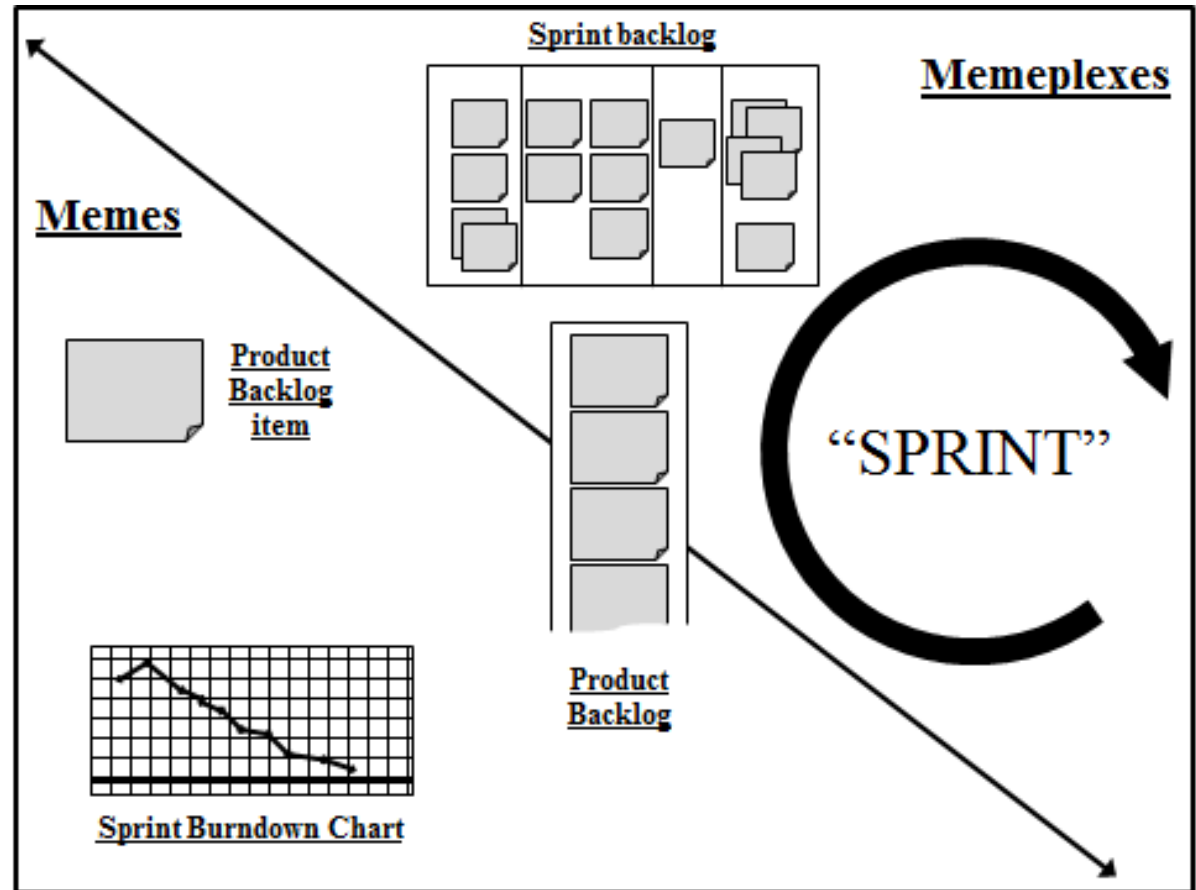 Sprint backlog
Memeplexes
Memes
Product
Backlog
item
“SPRINT”
Product
Backlog
Sprint Burndown Chart